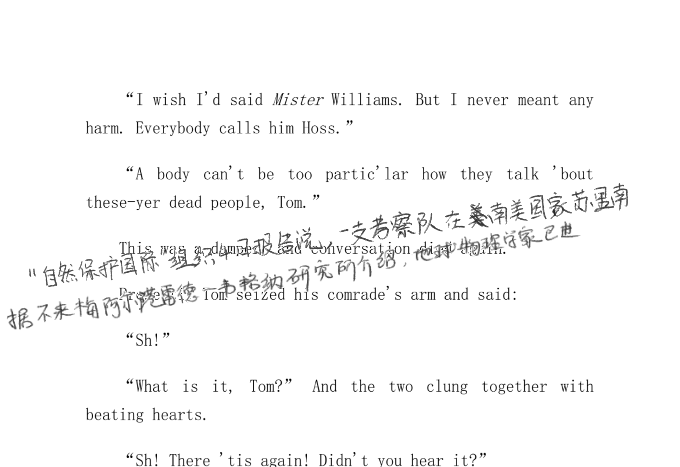 “I wish I'd said Mister Williams. But I never meant any
harm. Everybody calls him Hoss.”
“A body can't be too partic'lar how they talk 'bout
these-yer dead people, Tom.”
“自然保护国际”组织4日报告说，一支考察队在美南美国家苏里南
This was a damper, and conversation died again.
据不来梅阿尔弗雷德－韦格纳研究所介绍，地球物理学家已进
Presently Tom seized his comrade's arm and said:
“Sh!”
“What is it, Tom?” And the two clung together with
beating hearts.
“Sh! There 'tis again! Didn't you hear it?”